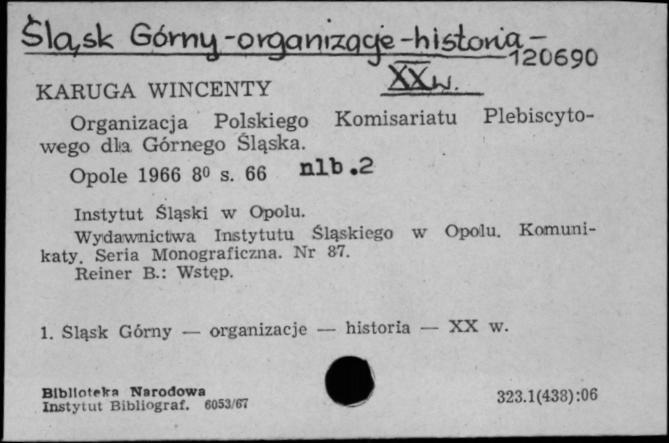 Śląsk Górny-organizacje-historia-
120690
XXw.
KARUGA WINCENTY
Organizacja Polskiego Komisariatu Plebiscyto-
wego dla Górnego Śląska.
Opole 1966 8⁰ s. 66 nlb.2
Instytut Śląski w Opolu.
Wydawnictwa Instytutu Śląskiego w Opolu. Komuni-
katy. Seria Monograficzna. Nr 87.
Reiner B.: Wstęp.
1. Śląsk Górny — organizacje — historia — XX w.
Biblioteka Narodowa
Instytut Bibliograf. 6053/67
323.1(438):06